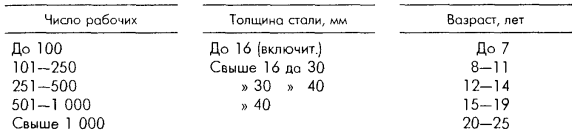 Число рабочих Толщина стали, мм Возраст, лет
До 100 До 16 (включит.) До 7
101—250 Свыше 16 до 30 8—11
251—500 » 30 » 40 12—14
501—1 000 » 40 15—19
Свыше 1 000 20—25